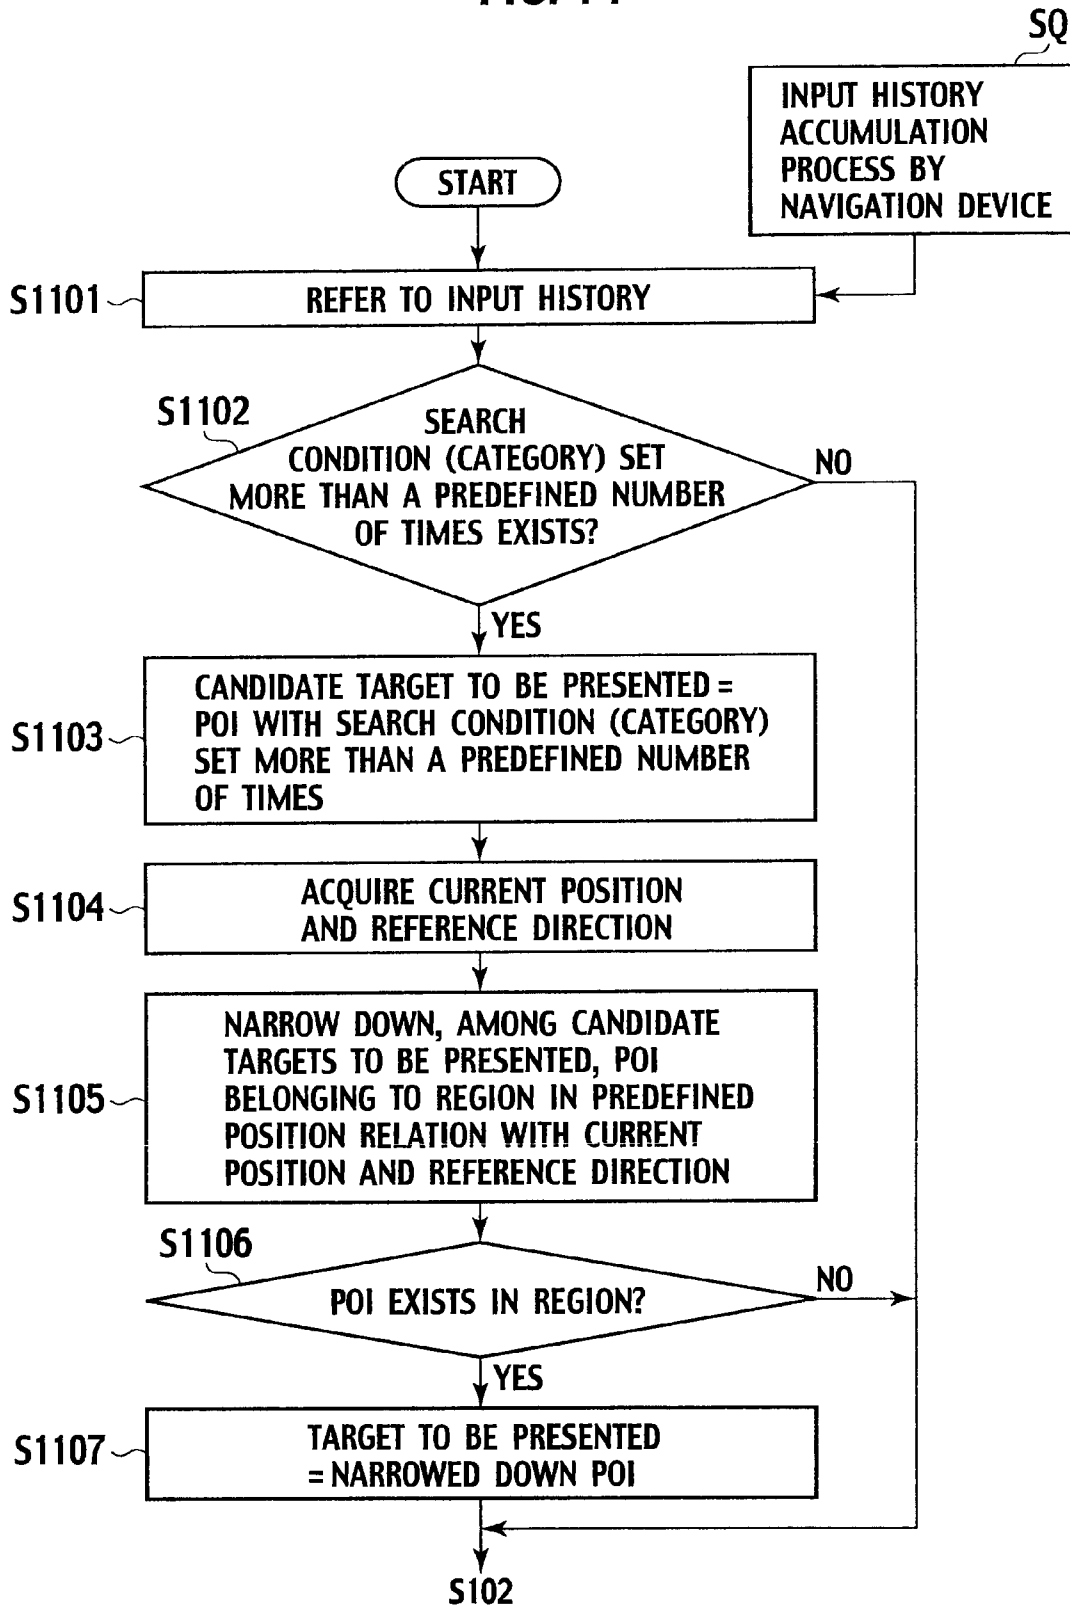 SQ
INPUT HISTORY
ACCUMULATION
PROCESS BY
NAVIGATION DEVICE
START
S1101
REFER TO INPUT HISTORY
S1102
SEARCH
CONDITION (CATEGORY) SET
MORE THAN A PREDEFINED NUMBER
OF TIMES EXISTS?
NO
YES
S1103
CANDIDATE TARGET TO BE PRESENTED =
POI WITH SEARCH CONDITION (CATEGORY)
SET MORE THAN A PREDEFINED NUMBER
OF TIMES
S1104
ACQUIRE CURRENT POSITION
AND REFERENCE DIRECTION
S1105
NARROW DOWN, AMONG CANDIDATE
TARGETS TO BE PRESENTED, POI
BELONGING TO REGION IN PREDEFINED
POSITION RELATION WITH CURRENT
POSITION AND REFERENCE DIRECTION
S1106
POI EXISTS IN REGION?
NO
YES
S1107
TARGET TO BE PRESENTED
= NARROWED DOWN POI
S102